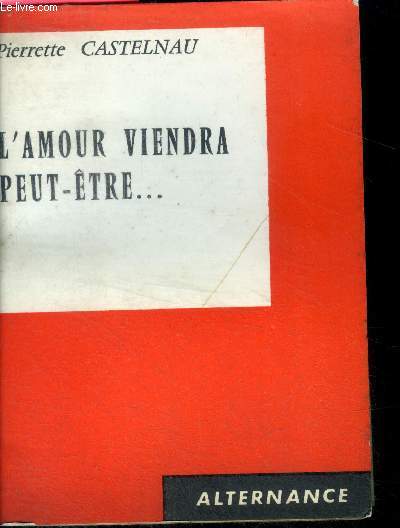 Pierrette CASTELNAU
L'AMOUR VIENDRA
PEUT-ÊTRE...
ALTERNANCE
le-livre.com